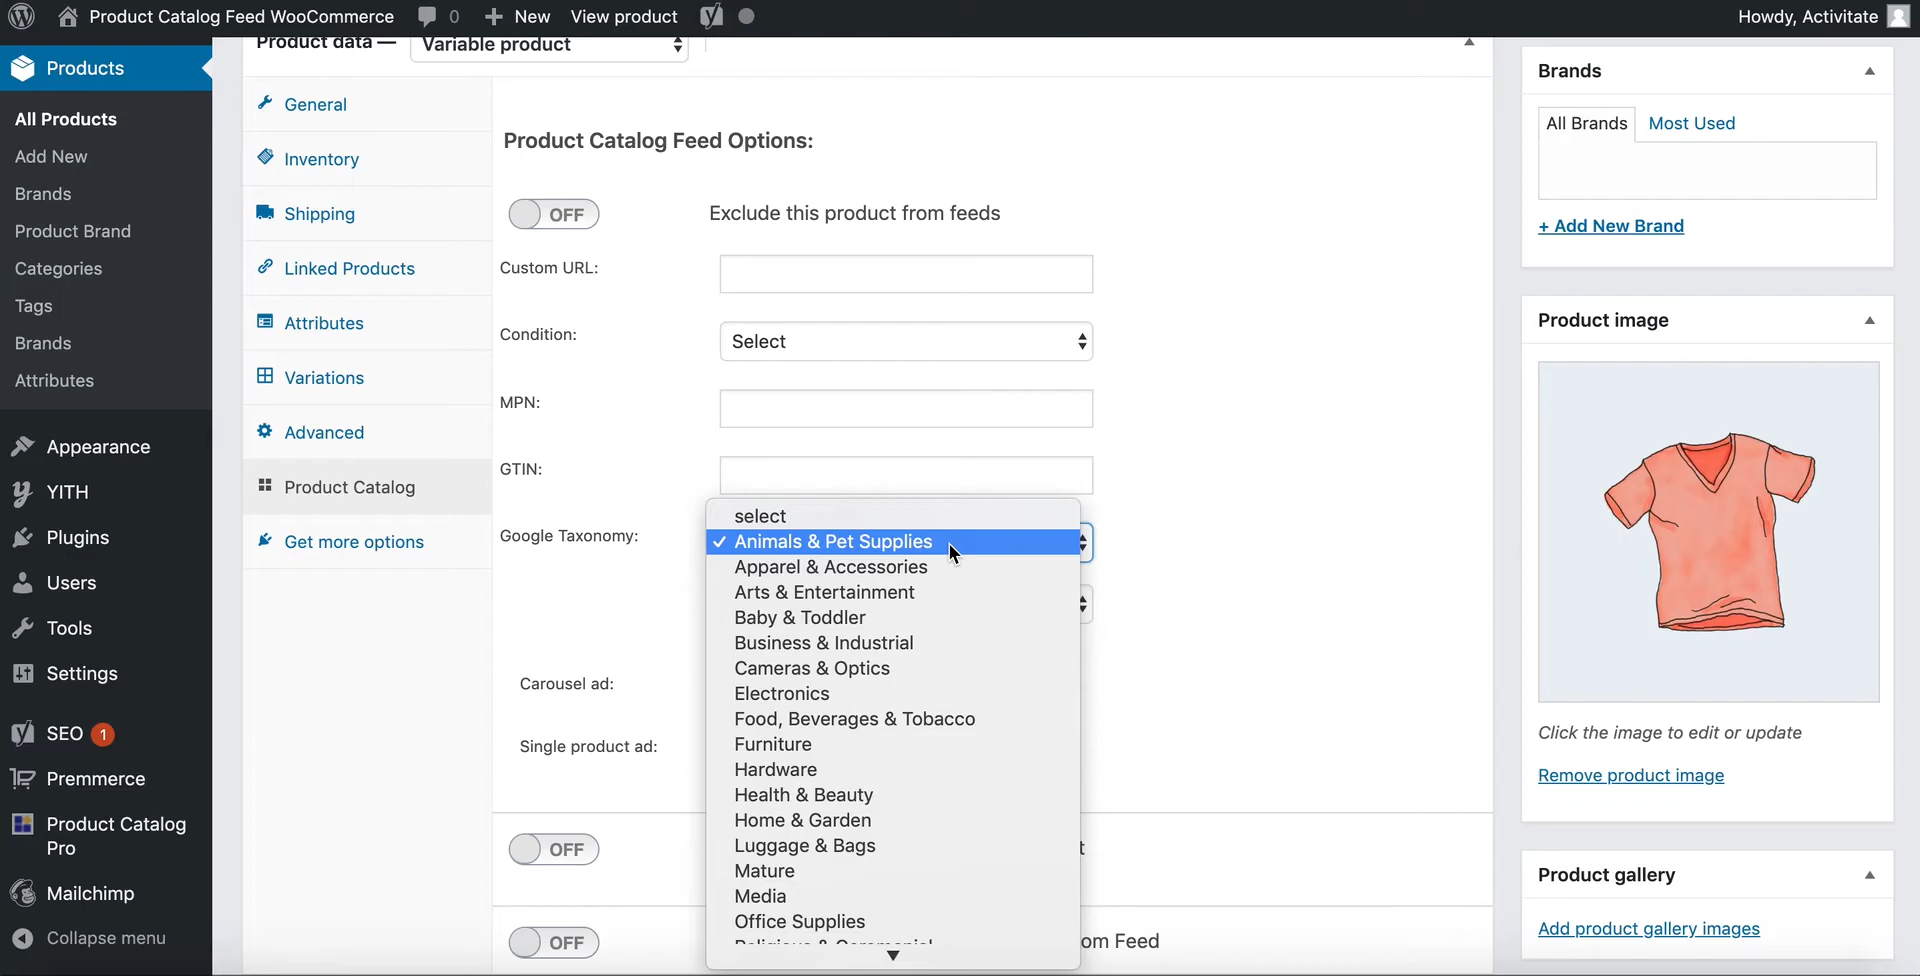 Product Catalog Feed WooCommerce
0
New
View product
Howdy, Activitate
Products
All Products
Add New
Brands
Product Brand
Categories
Tags
Brands
Attributes
Appearance
YITH
Plugins
Users
Tools
Settings
SEO 1
Premmerce
Product Catalog
Pro
Mailchimp
Collapse menu
Product data —
Variable product
General
Inventory
Shipping
Linked Products
Attributes
Variations
Advanced
Product Catalog
Get more options
Product Catalog Feed Options:
OFF
Exclude this product from feeds
Custom URL:
Condition:
Select
MPN:
GTIN:
Google Taxonomy:
select
✓ Animals & Pet Supplies
Apparel & Accessories
Arts & Entertainment
Baby & Toddler
Business & Industrial
Cameras & Optics
Electronics
Food, Beverages & Tobacco
Furniture
Hardware
Health & Beauty
Home & Garden
Luggage & Bags
Mature
Media
Office Supplies
Carousel ad:
Single product ad:
OFF
t
OFF
om Feed
Brands
All Brands
Most Used
+ Add New Brand
Product image
Click the image to edit or update
Remove product image
Product gallery
Add product gallery images